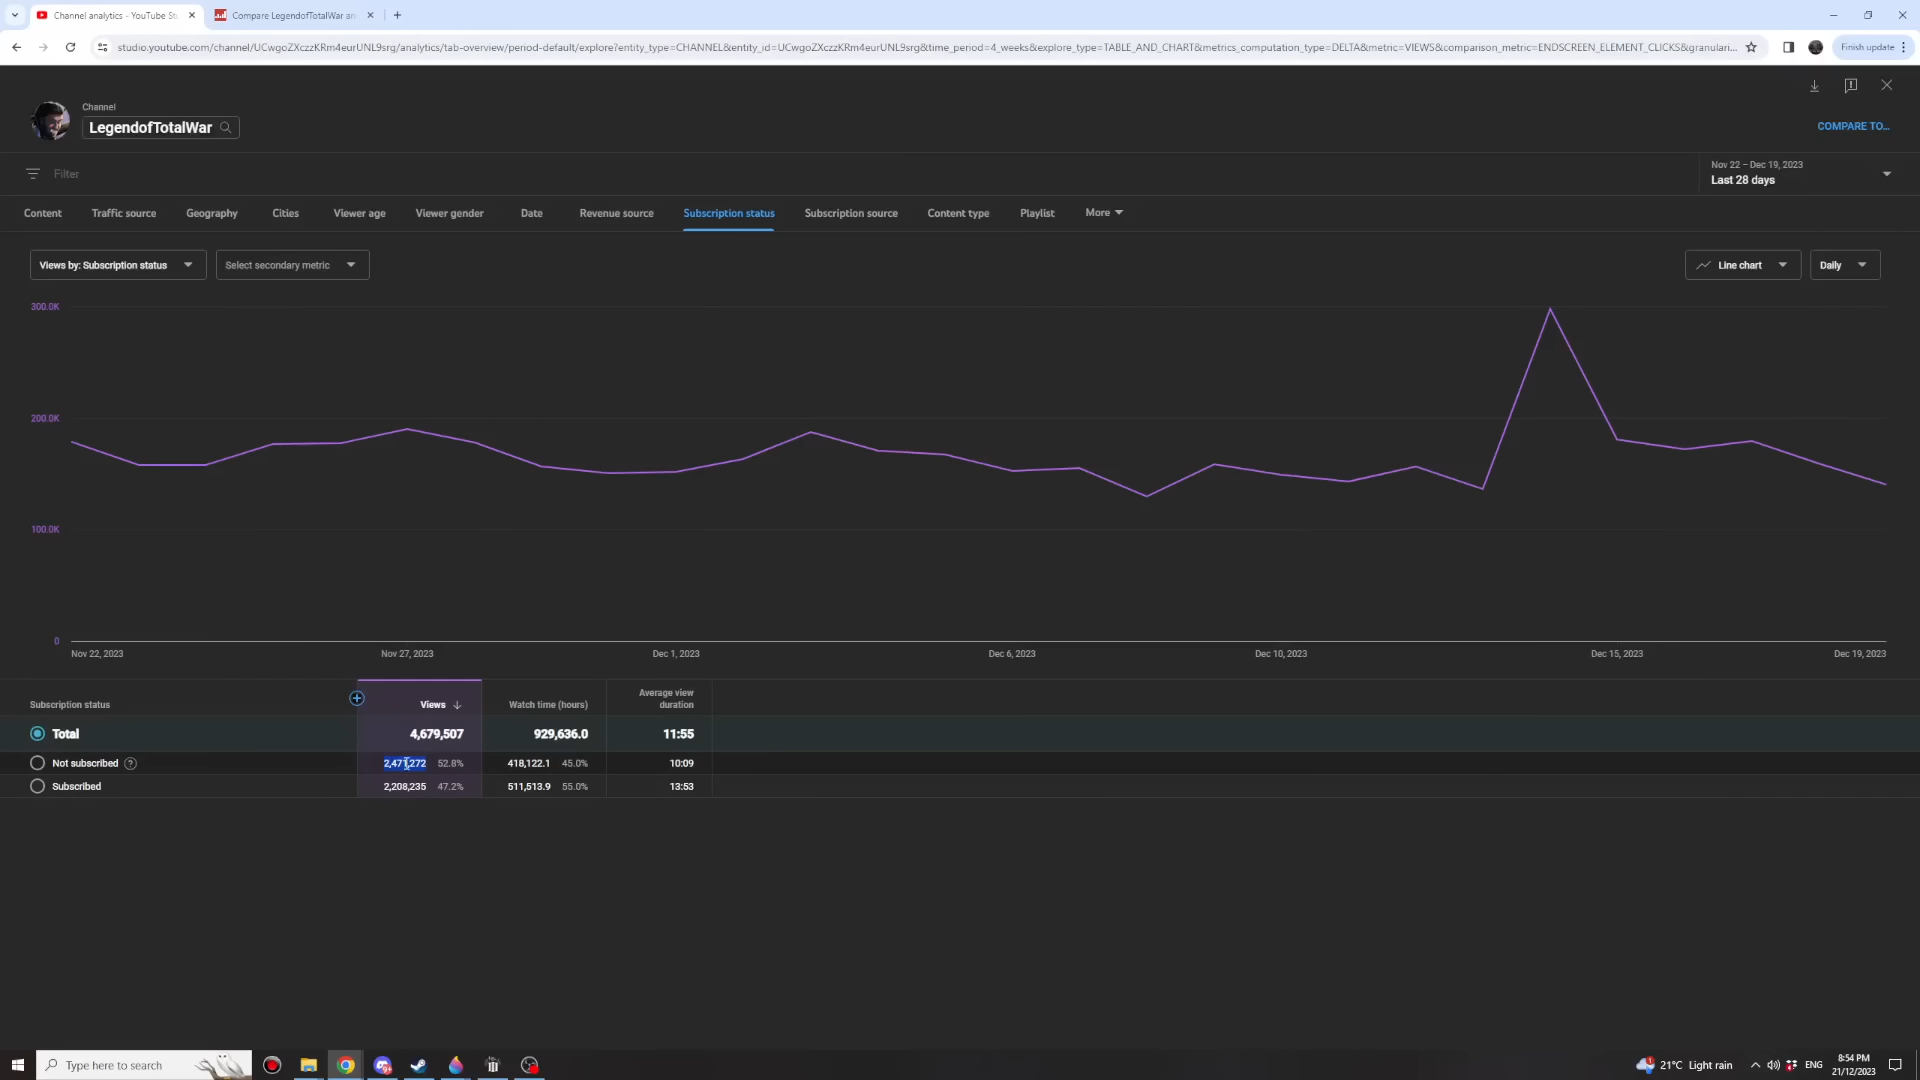 Channel analytics - YouTube St
Compare LegendofTotalWar an
studio.youtube.com/channel/UCwgoZXczzKRm4eurUNL9srg/analytics/tab-overview/period-default/explore?entity_type=CHANNEL&entity_id=UCwgoZXczzKRm4eurUNL9srg&time_period=4_weeks&explore_type=TABLE_AND_CHART&metrics_computation_type=DELTA&metric=VIEWS&comparison_metric=ENDSCREEN_ELEMENT_CLICKS&granulari...
Finish update
Channel
LegendofTotalWar
COMPARE TO...
Filter
Nov 22 – Dec 19, 2023
Last 28 days
Content Traffic source Geography Cities Viewer age Viewer gender Date Revenue source Subscription status Subscription source Content type Playlist More
Views by: Subscription status
Select secondary metric
Line chart
Daily
300.0K
200.0K
100.0K
0
Nov 22, 2023 Nov 27, 2023 Dec 1, 2023 Dec 6, 2023 Dec 10, 2023 Dec 15, 2023 Dec 19, 2023
Subscription status Views Watch time (hours) Average view duration
Total 4,679,507 929,636.0 11:55
Not subscribed ? 2,471,272 52.8% 418,122.1 45.0% 10:09
Subscribed 2,208,235 47.2% 511,513.9 55.0% 13:53
Type here to search
21°C Light rain
ENG
8:54 PM
21/12/2023